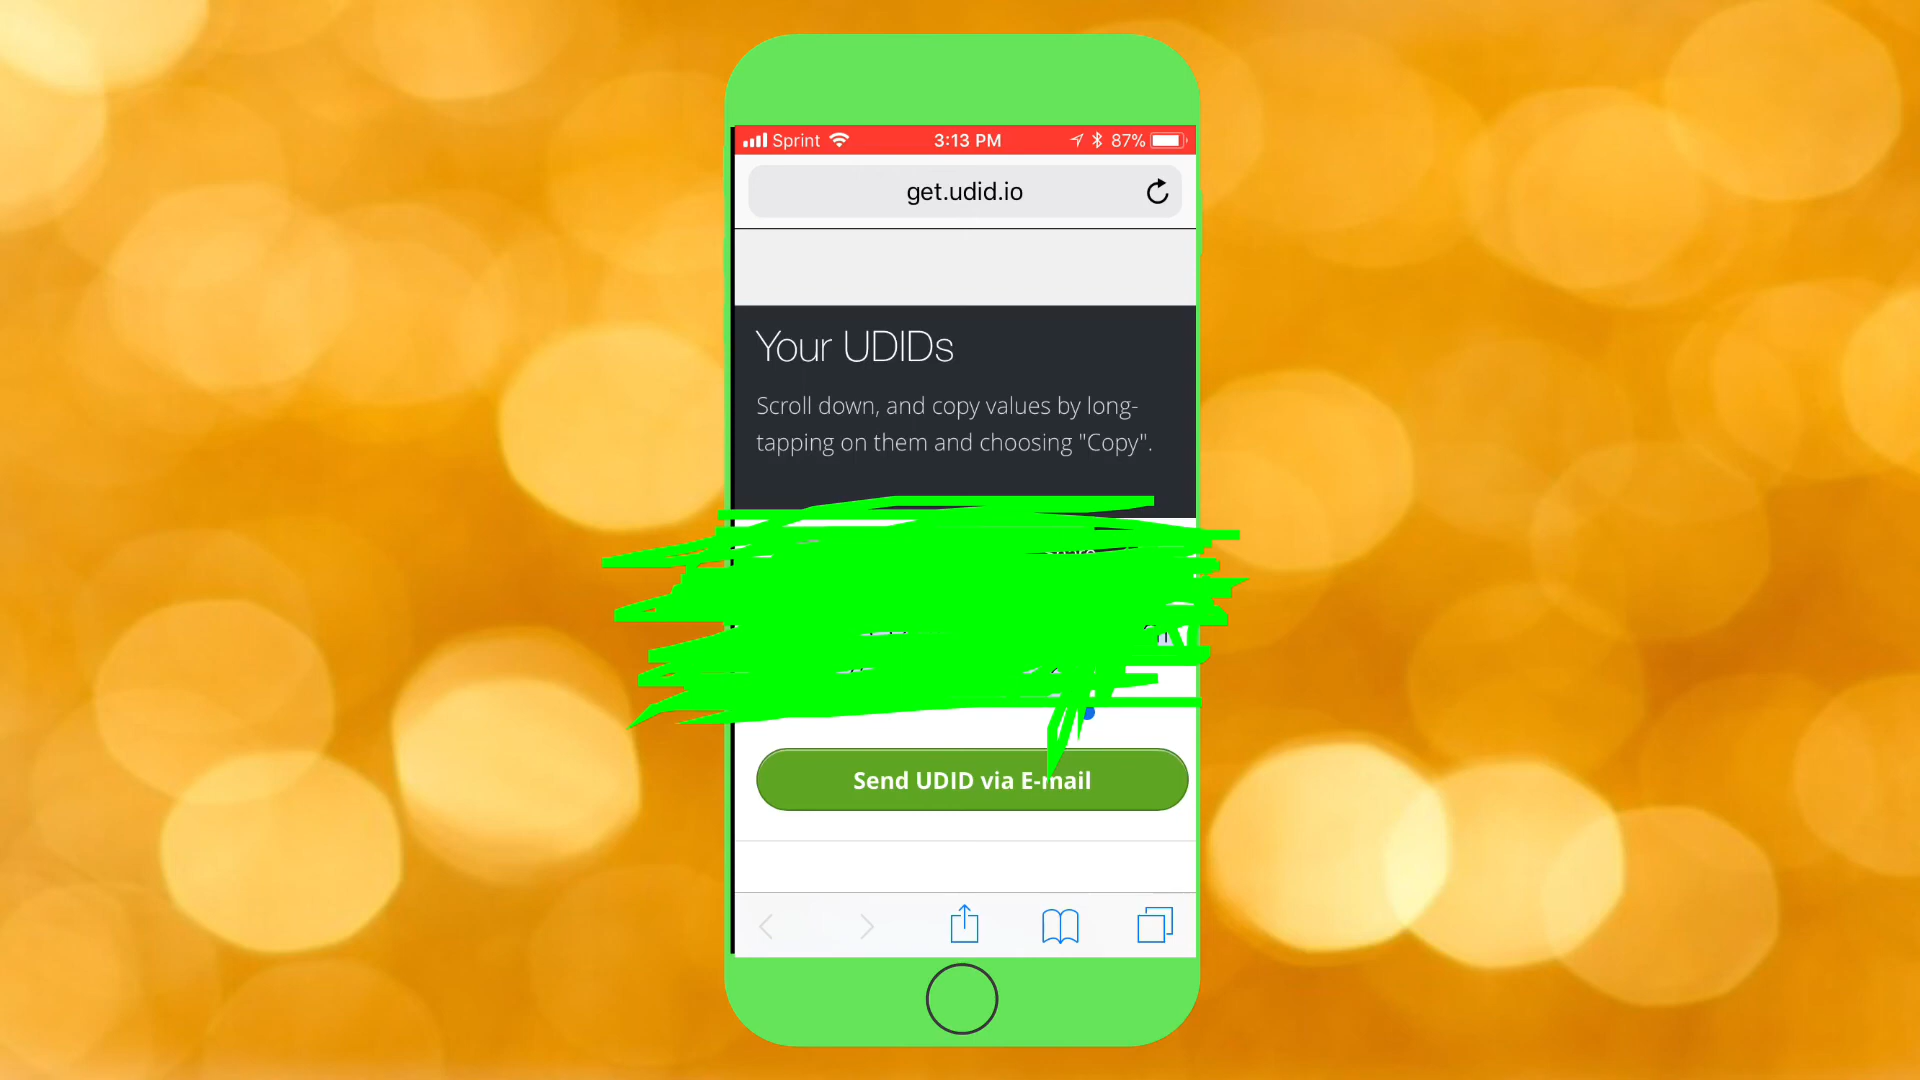 Sprint 3:13 PM 87%
get.udid.io
Your UDIDs
Scroll down, and copy values by long-
tapping on them and choosing "Copy".
Send UDID via E-mail